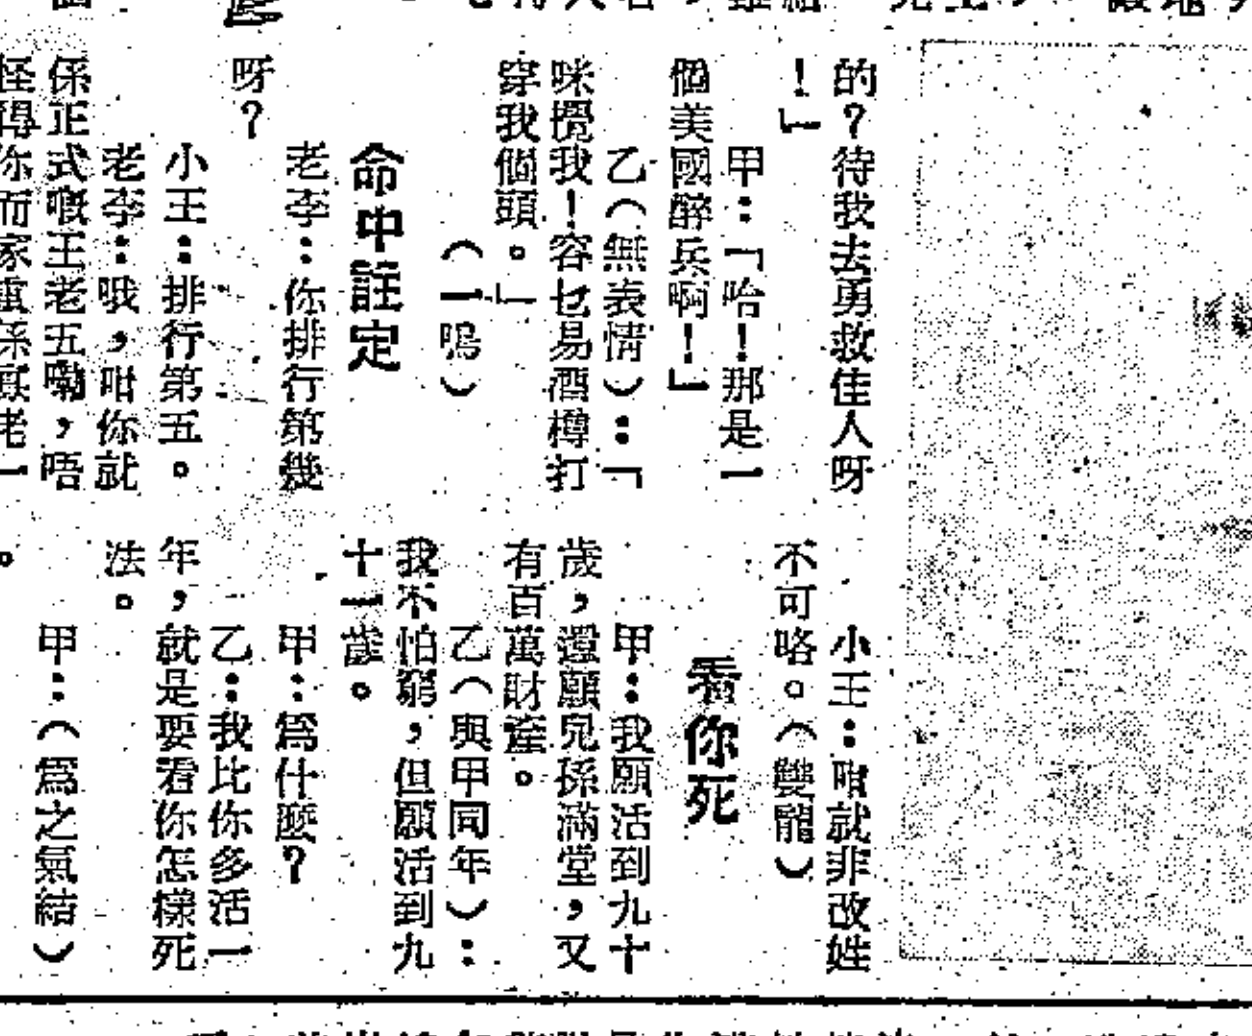 的？待我去勇救佳人呀
！」
甲：「哈！那是一
個美國醉兵啊！」
乙（無表情）：「
咪攪我！容乜易酒樽打
穿我個頭。」
（一鳴）
命中註定
老李：你排行第幾
呀？
小王：排行第五。
老李：哦，咁你就
係正式嘅王老五嘞，唔
怪得你而家重係寡老一
小王：咁就非改姓
不可咯。（雙龍）
看你死
甲：我願活到九十
歲，還願兒孫滿堂，又
有百萬財產。
乙（與甲同年）：
我不怕窮，但願活到九
十一歲。
甲：爲什麼？
乙：我比你多活一
年，就是要看你怎樣死
法。
甲：（爲之氣結）
。